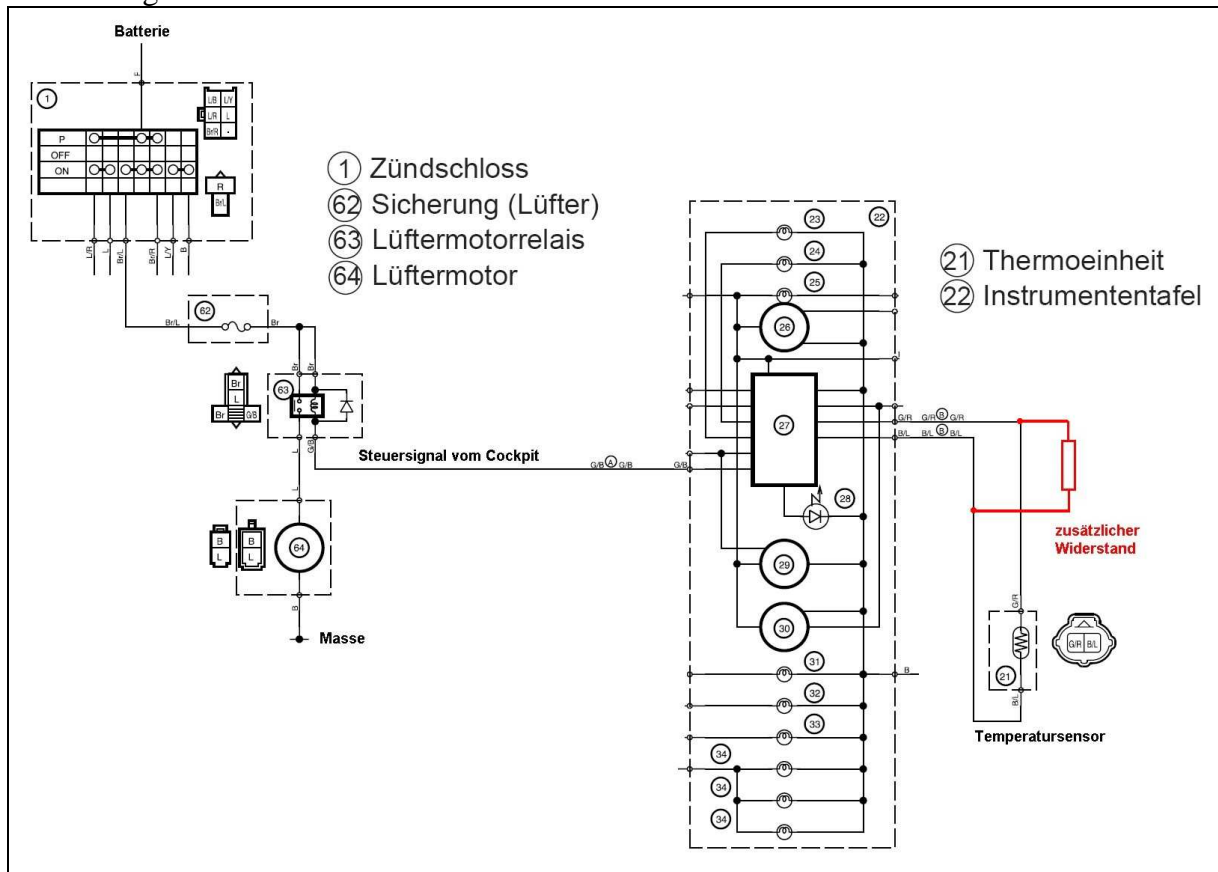 Batterie
F
1
L/B L/Y
L/R L
Br/R -
P
OFF
ON
R
Br/L
L/R L Br/L Br/R L/Y B
1 Zündschloss
62 Sicherung (Lüfter)
63 Lüftermotorrelais
64 Lüftermotor
21 Thermoeinheit
22 Instrumententafel
23
22
24
25
26
62
Br/L
Br
Br Br
63
Br
L
Br G/B
27
G/R G/R B G/R
B/L B/L B B/L
L G/B
Steuersignal vom Cockpit
G/B A G/B
G/B
28
zusätzlicher
Widerstand
L
B
L
B
L
64
29
B
Masse
30
G/R
G/R B/L
21
B/L
Temperatursensor
31
B
32
33
34
34
34